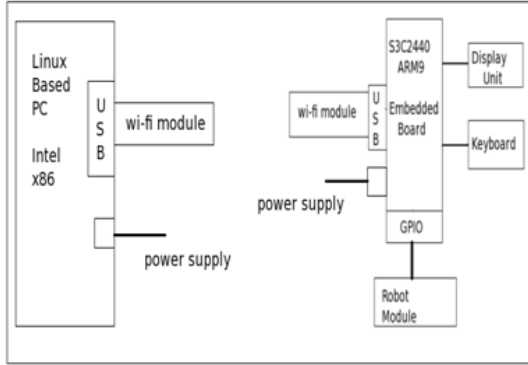 Linux
Based
PC
Intel
x86
U
S
B
wi-fi module
power supply
S3C2440
ARM9
Embedded
Board
wi-fi module
U
S
B
power supply
GPIO
Display
Unit
Keyboard
Robot
Module